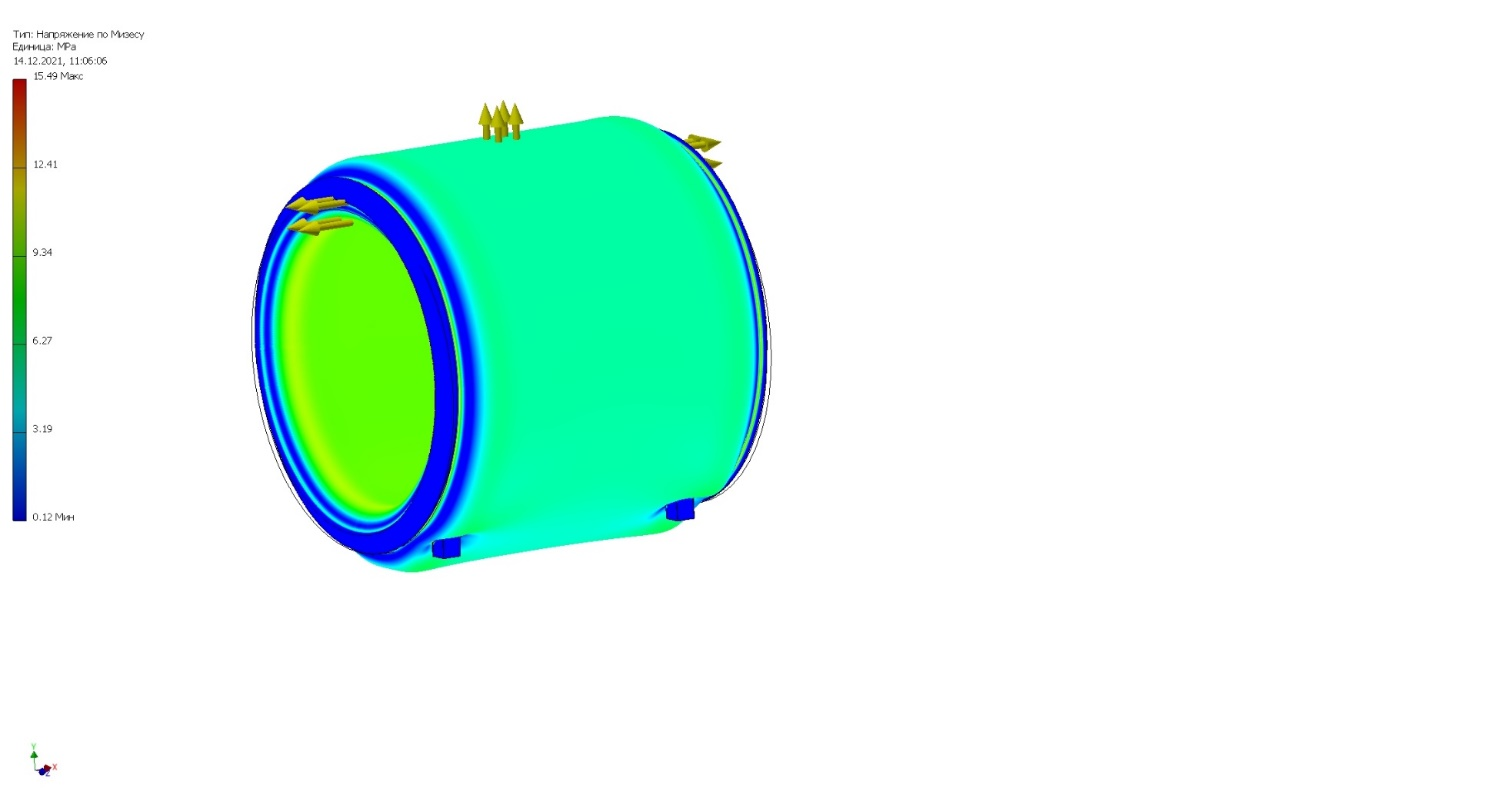 Тип: Напряжение по Мизесу
Единица: MPa
14.12.2021, 11:06:06
15.49 Макс
12.41
9.34
6.27
3.19
0.12 Мин
Y
X
Z